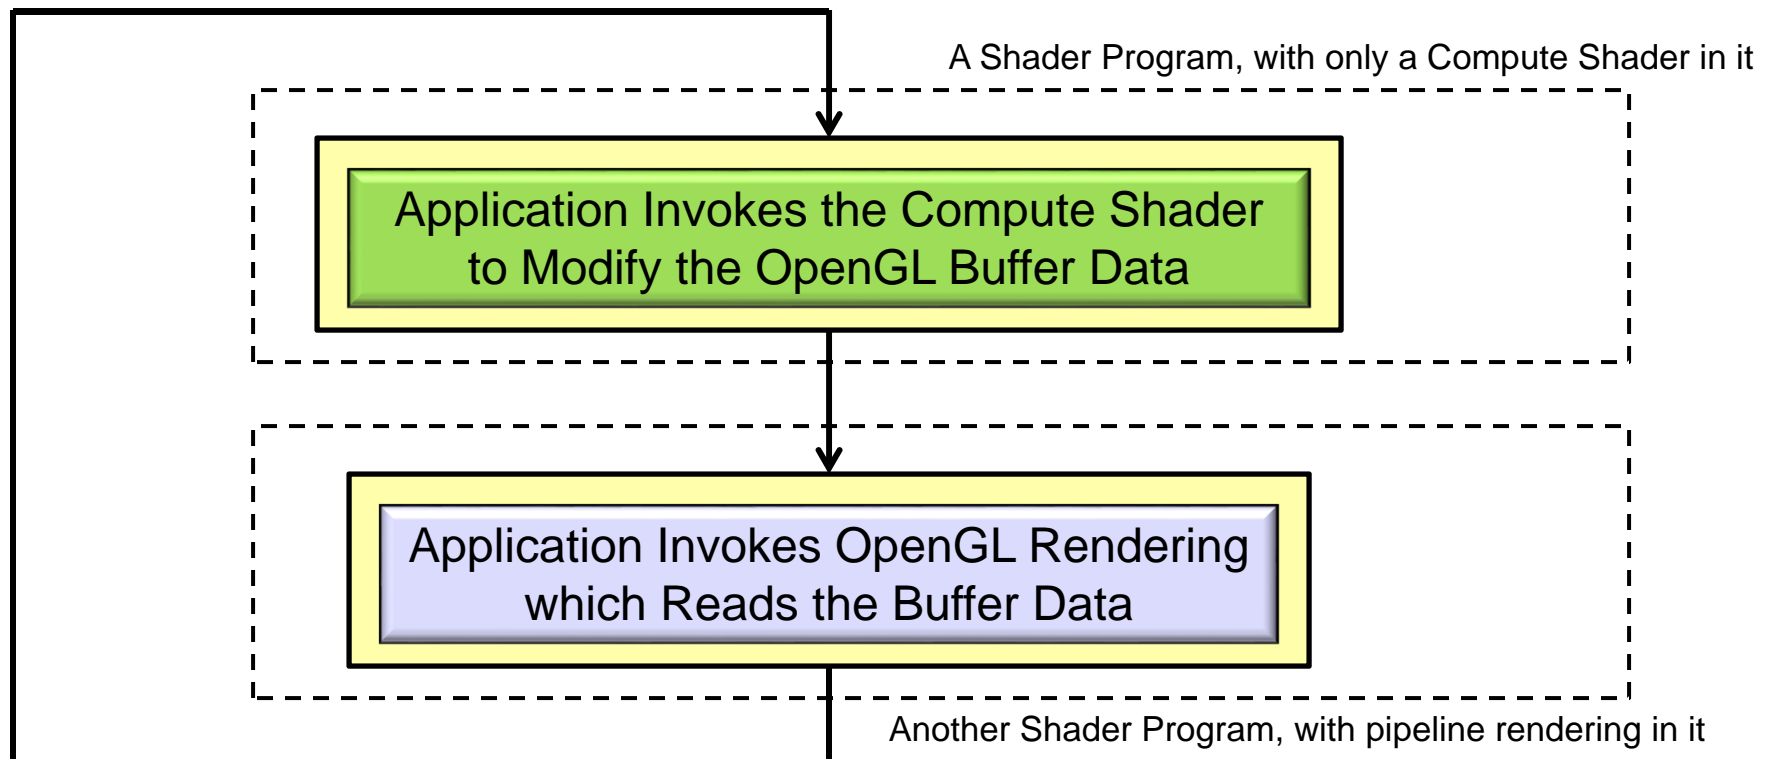 A Shader Program, with only a Compute Shader in it
Application Invokes the Compute Shader
to Modify the OpenGL Buffer Data
Application Invokes OpenGL Rendering
which Reads the Buffer Data
Another Shader Program, with pipeline rendering in it